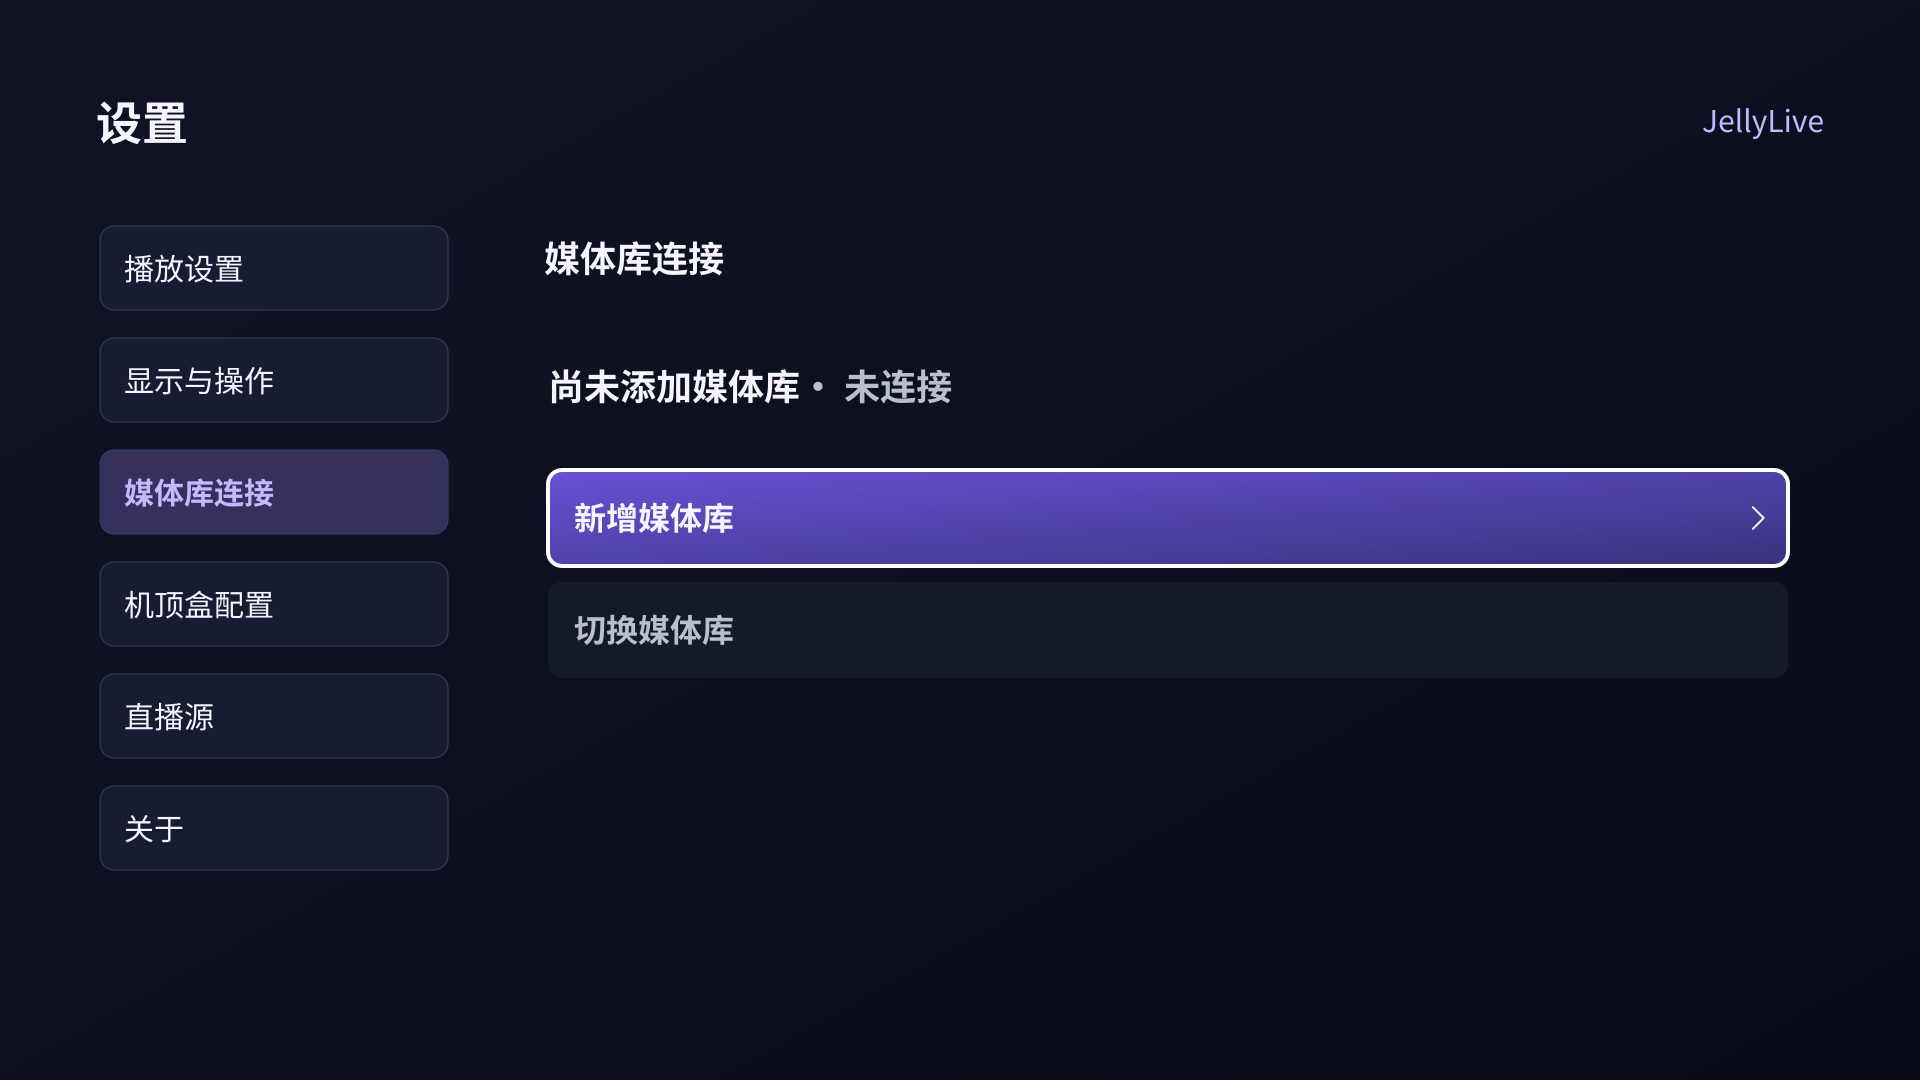 设置
JellyLive
播放设置
显示与操作
媒体库连接
机顶盒配置
直播源
关于
媒体库连接
尚未添加媒体库• 未连接
新增媒体库
切换媒体库